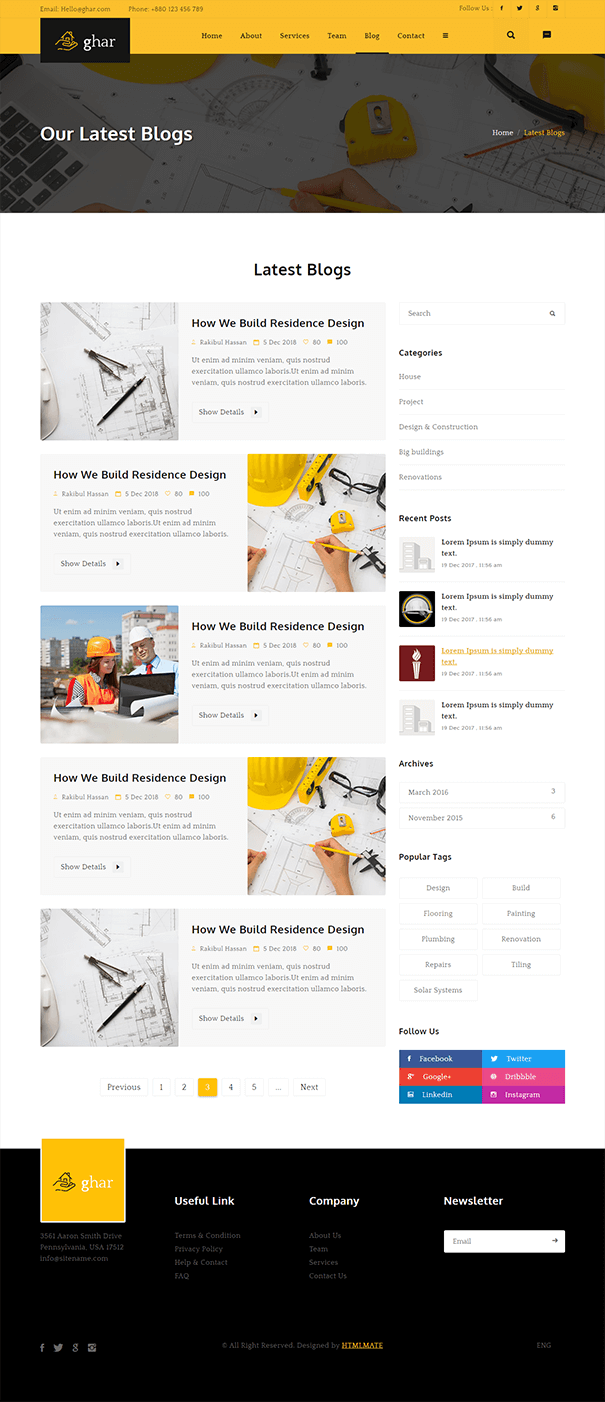 Email: Hello@ghar.com Phone: +880 123 456 789 Follow Us :
ghar
Home About Services Team Blog Contact
Our Latest Blogs
Home / Latest Blogs
Latest Blogs
How We Build Residence Design
Rakibul Hassan 5 Dec 2018 80 100
Ut enim ad minim veniam, quis nostrud
exercitation ullamco laboris.Ut enim ad minim
veniam, quis nostrud exercitation ullamco laboris.
Show Details
How We Build Residence Design
Rakibul Hassan 5 Dec 2018 80 100
Ut enim ad minim veniam, quis nostrud
exercitation ullamco laboris.Ut enim ad minim
veniam, quis nostrud exercitation ullamco laboris.
Show Details
How We Build Residence Design
Rakibul Hassan 5 Dec 2018 80 100
Ut enim ad minim veniam, quis nostrud
exercitation ullamco laboris.Ut enim ad minim
veniam, quis nostrud exercitation ullamco laboris.
Show Details
How We Build Residence Design
Rakibul Hassan 5 Dec 2018 80 100
Ut enim ad minim veniam, quis nostrud
exercitation ullamco laboris.Ut enim ad minim
veniam, quis nostrud exercitation ullamco laboris.
Show Details
How We Build Residence Design
Rakibul Hassan 5 Dec 2018 80 100
Ut enim ad minim veniam, quis nostrud
exercitation ullamco laboris.Ut enim ad minim
veniam, quis nostrud exercitation ullamco laboris.
Show Details
Previous 1 2 3 4 5 ... Next
Search
Categories
House
Project
Design & Construction
Big buildings
Renovations
Recent Posts
Lorem Ipsum is simply dummy
text.
19 Dec 2017 , 11:56 am
Lorem Ipsum is simply dummy
text.
19 Dec 2017 , 11:56 am
Lorem Ipsum is simply dummy
text.
19 Dec 2017 , 11:56 am
Lorem Ipsum is simply dummy
text.
19 Dec 2017 , 11:56 am
Archives
March 2016 3
November 2015 6
Popular Tags
Design Build
Flooring Painting
Plumbing Renovation
Repairs Tiling
Solar Systems
Follow Us
Facebook Twitter
Google+ Dribbble
Linkedin Instagram
ghar
3561 Aaron Smith Drive
Pennsylvania, USA 17512
info@sitename.com
Useful Link
Terms & Condition
Privacy Policy
Help & Contact
FAQ
Company
About Us
Team
Services
Contact Us
Newsletter
Email
© All Right Reserved. Designed by HTMLMATE
ENG